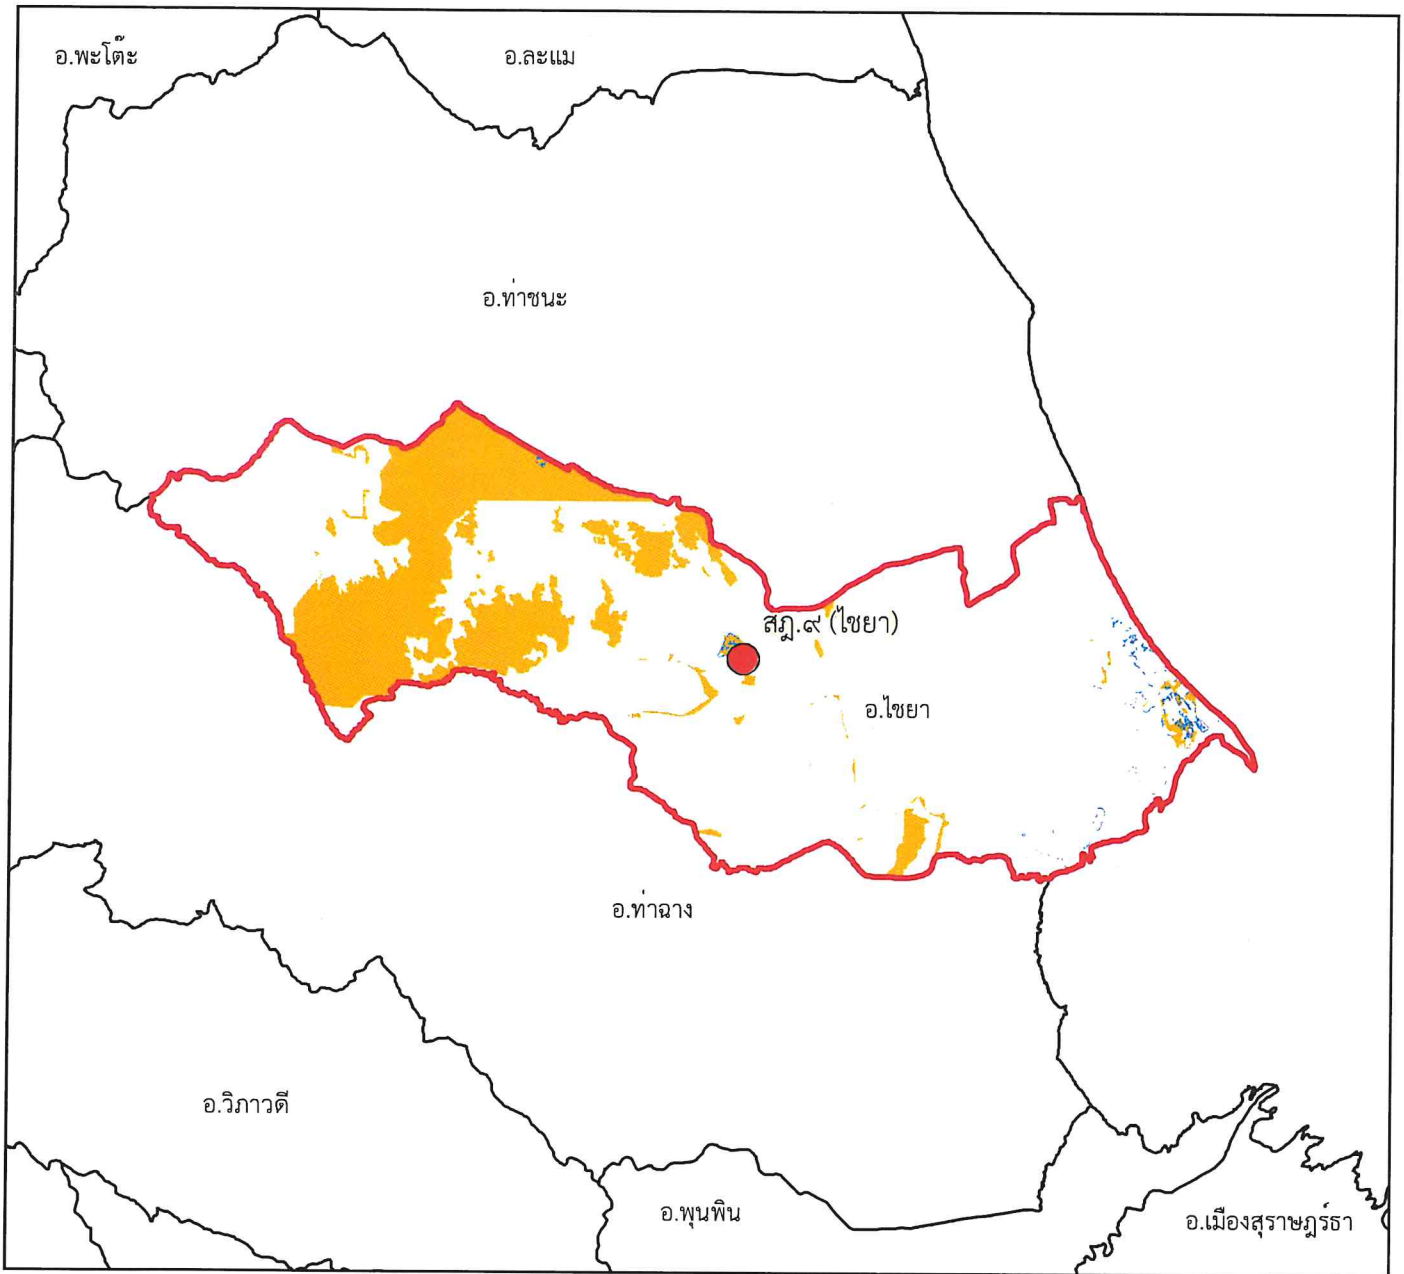 อ.พะโต๊ะ
อ.ละแม
อ.ท่าชนะ
สฎ.๙ (ไชยา)
อ.ไชยา
อ.ท่าฉาง
อ.วิภาวดี
อ.พุนพิน
อ.เมืองสุราษฎร์ธา